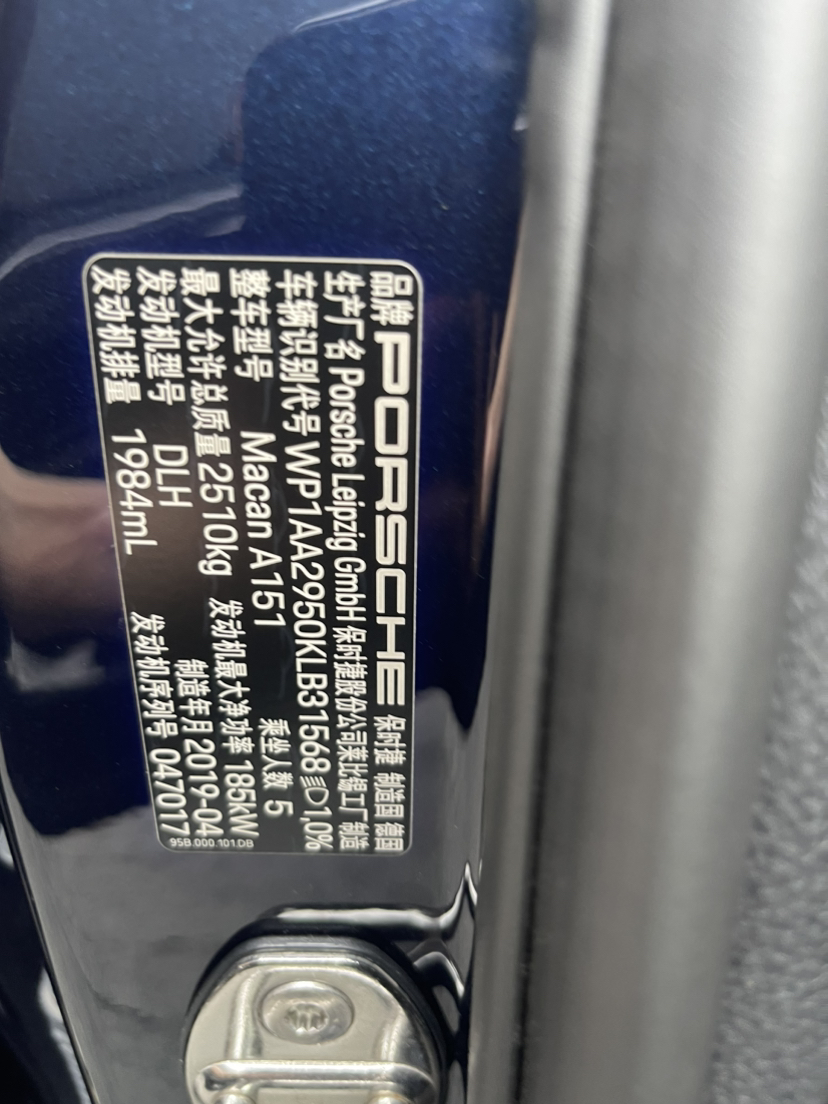 品牌 PORSCHE 保时捷 制造国 德国
生产厂名 Porsche Leipzig GmbH 保时捷股份公司莱比锡工厂 制造
车辆识别代号 WP1AA2950KLB31568 1,0%
整车型号 Macan A151 乘坐人数 5
最大允许总质量 2510kg 发动机最大净功率 185kW
发动机型号 DLH 制造年月 2019-04
发动机排量 1984mL 发动机序列号 047017
95B.000.101.DB